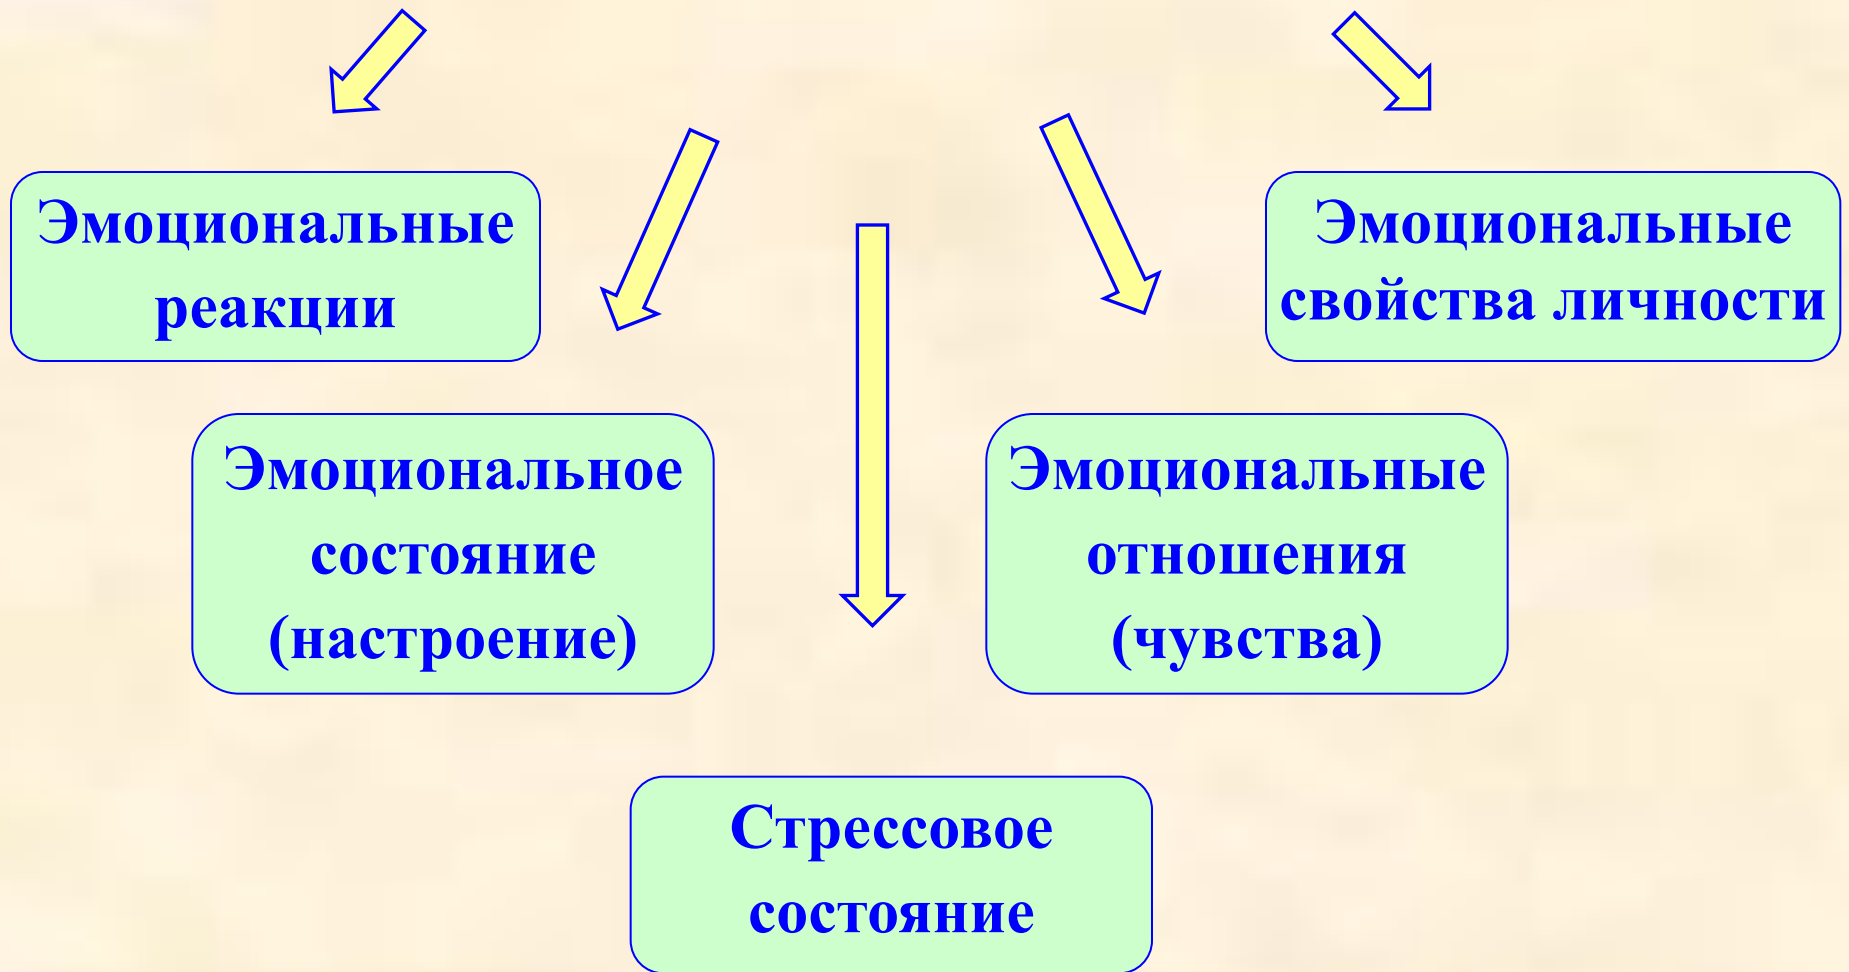 Эмоциональные
реакции
Эмоциональные
свойства личности
Эмоциональное
состояние
(настроение)
Эмоциональные
отношения
(чувства)
Стрессовое
состояние